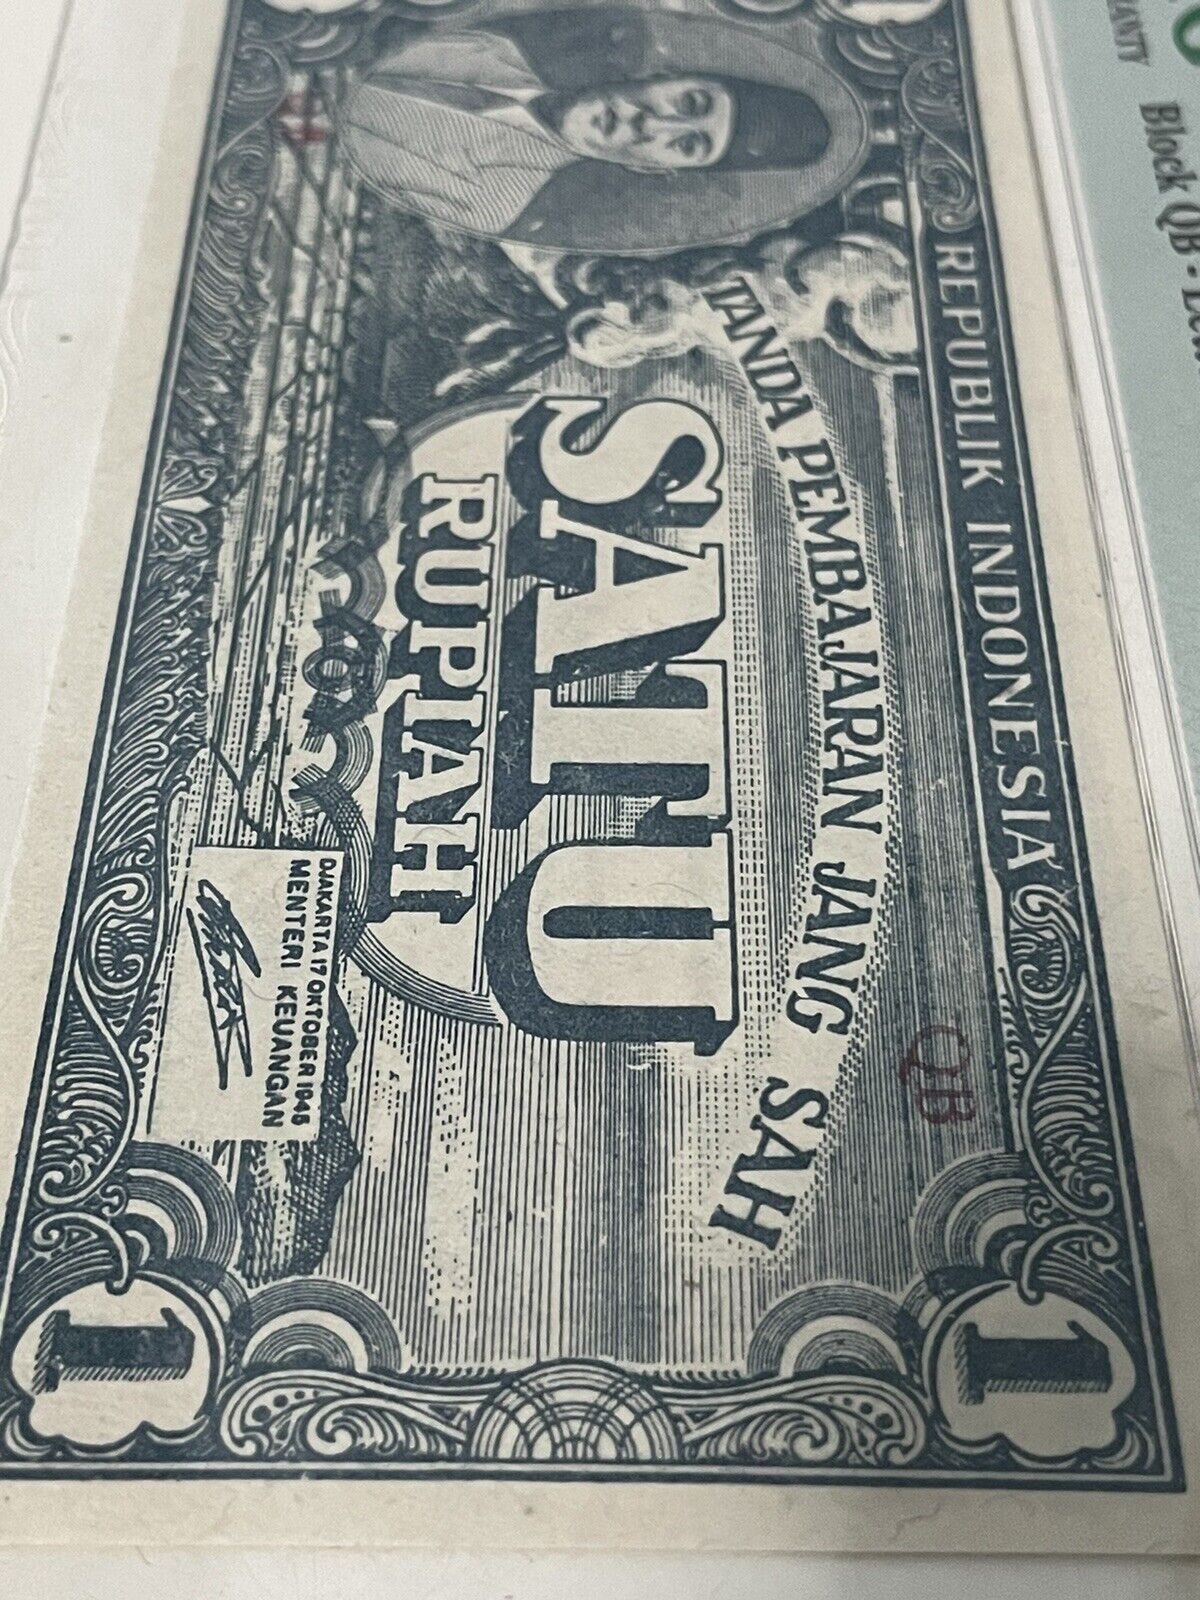 REPUBLIK INDONESIA
TANDA PEMBAJARAN JANG SAH
QB
SATU
RUPIAH
DJAKARTA 17 OKTOBER 1945
MENTERI KEUANGAN
1
1
Block QB -